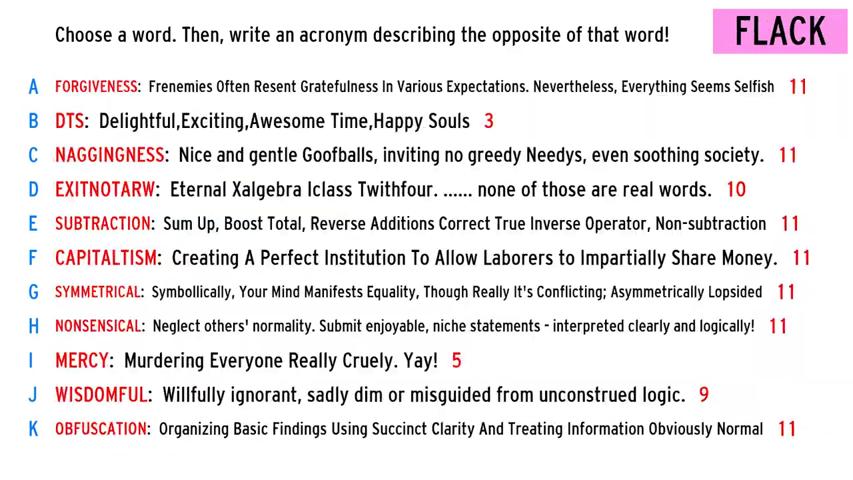 Choose a word. Then, write an acronym describing the opposite of that word!
FLACK
A FORGIVENESS: Frenemies Often Resent Gratefulness In Various Expectations. Nevertheless, Everything Seems Selfish 11
B DTS: Delightful,Exciting,Awesome Time,Happy Souls 3
C NAGGINGNESS: Nice and gentle Goofballs, inviting no greedy Needys, even soothing society. 11
D EXITNOTARW: Eternal Xalgebra Iclass Twithfour. ...... none of those are real words. 10
E SUBTRACTION: Sum Up, Boost Total, Reverse Additions Correct True Inverse Operator, Non-subtraction 11
F CAPITALTISM: Creating A Perfect Institution To Allow Laborers to Impartially Share Money. 11
G SYMMETRICAL: Symbollically, Your Mind Manifests Equality, Though Really It's Conflicting; Asymmetrically Lopsided 11
H NONSENSICAL: Neglect others' normality. Submit enjoyable, niche statements - interpreted clearly and logically! 11
I MERCY: Murdering Everyone Really Cruely. Yay! 5
J WISDOMFUL: Willfully ignorant, sadly dim or misguided from unconstrued logic. 9
K OBFUSCATION: Organizing Basic Findings Using Succinct Clarity And Treating Information Obviously Normal 11